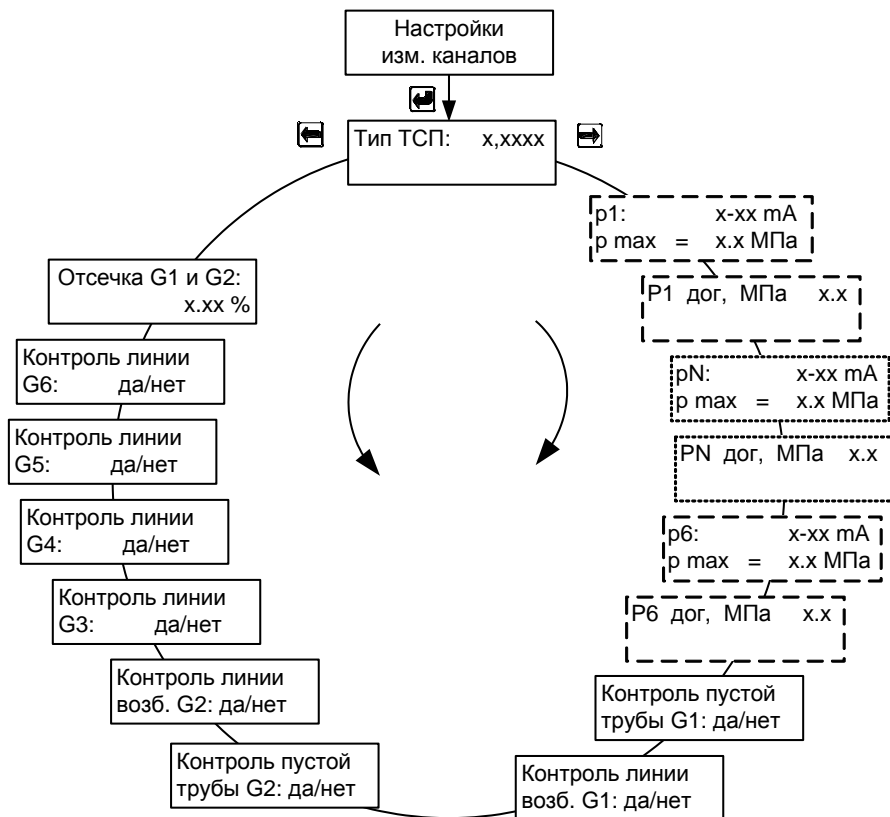 Настройки
изм. каналов
Тип ТСП: x,xxxx
p1: x-xx mA
p max = x.x МПа
P1 дог, МПа x.x
pN: x-xx mA
p max = x.x МПа
PN дог, МПа x.x
p6: x-xx mA
p max = x.x МПа
P6 дог, МПа x.x
Контроль пустой
трубы G1: да/нет
Контроль линии
возб. G1: да/нет
Контроль пустой
трубы G2: да/нет
Контроль линии
возб. G2: да/нет
Контроль линии
G3: да/нет
Контроль линии
G4: да/нет
Контроль линии
G5: да/нет
Контроль линии
G6: да/нет
Отсечка G1 и G2:
x.xx %